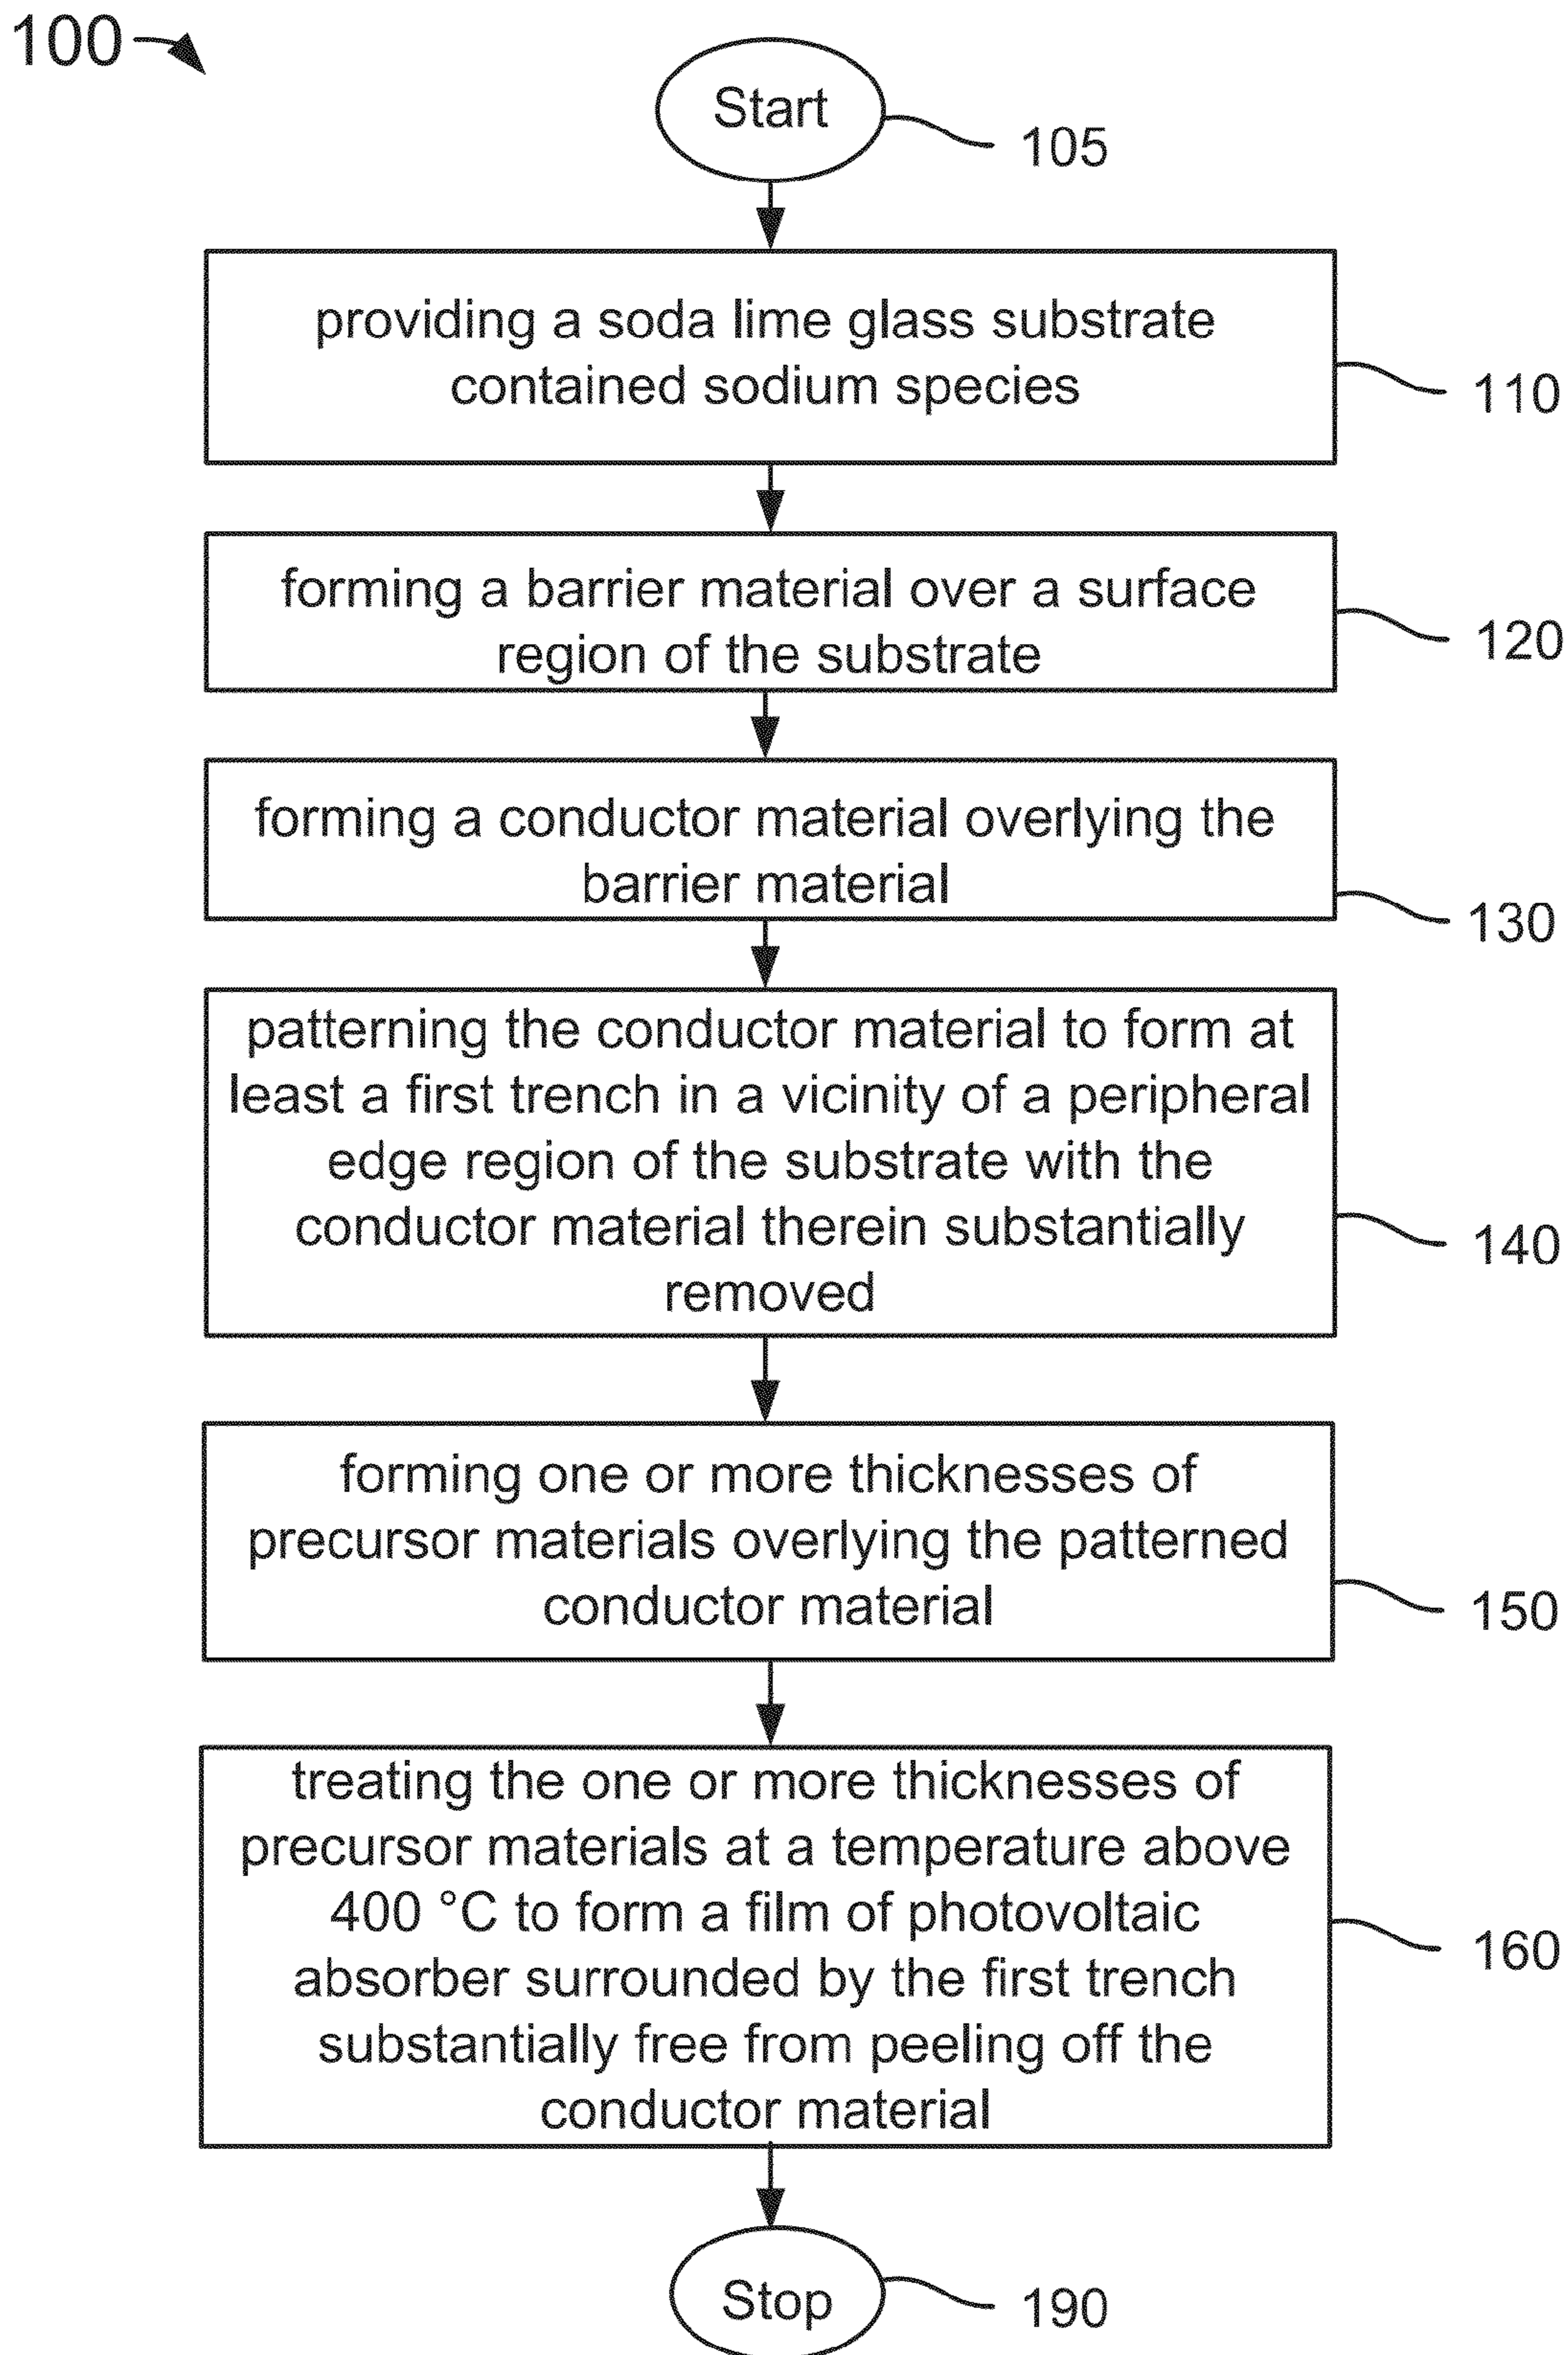 100
Start
105
providing a soda lime glass substrate
contained sodium species
110
forming a barrier material over a surface
region of the substrate
120
forming a conductor material overlying the
barrier material
130
patterning the conductor material to form at
least a first trench in a vicinity of a peripheral
edge region of the substrate with the
conductor material therein substantially
removed
140
forming one or more thicknesses of
precursor materials overlying the patterned
conductor material
150
treating the one or more thicknesses of
precursor materials at a temperature above
400 °C to form a film of photovoltaic
absorber surrounded by the first trench
substantially free from peeling off the
conductor material
160
Stop
190